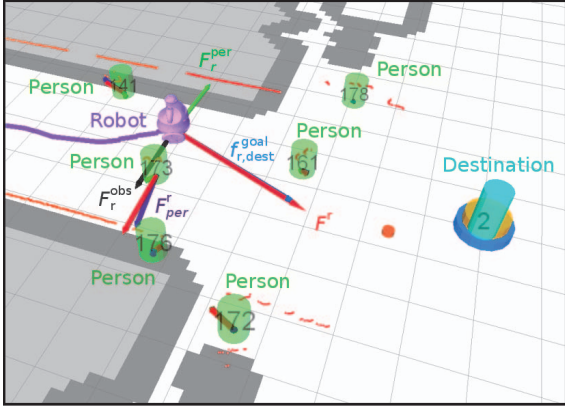 F_r^per
Person
178
Person
141
Robot
Person
161
f_r,dest^goal
Person
173
Destination
F_r^obs
F_per^r
F^r
2
176
Person
Person
172